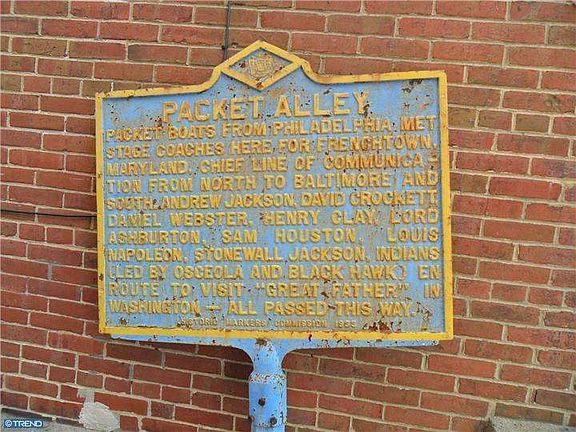 PACKET ALLEY
PACKET BOATS FROM PHILADELPHIA MET
STAGE COACHES HERE FOR FRENCHTOWN,
MARYLAND. CHIEF LINE OF COMMUNICA-
TION FROM NORTH TO BALTIMORE AND
SOUTH. ANDREW JACKSON, DAVID CROCKETT
DANIEL WEBSTER, HENRY CLAY, LORD
ASHBURTON, SAM HOUSTON, LOUIS
NAPOLEON, STONEWALL JACKSON, INDIANS
(LED BY OSCEOLA AND BLACK HAWK) EN
ROUTE TO VISIT "GREAT FATHER" IN
WASHINGTON — ALL PASSED THIS WAY.
HISTORIC MARKERS COMMISSION 1933
©TREND